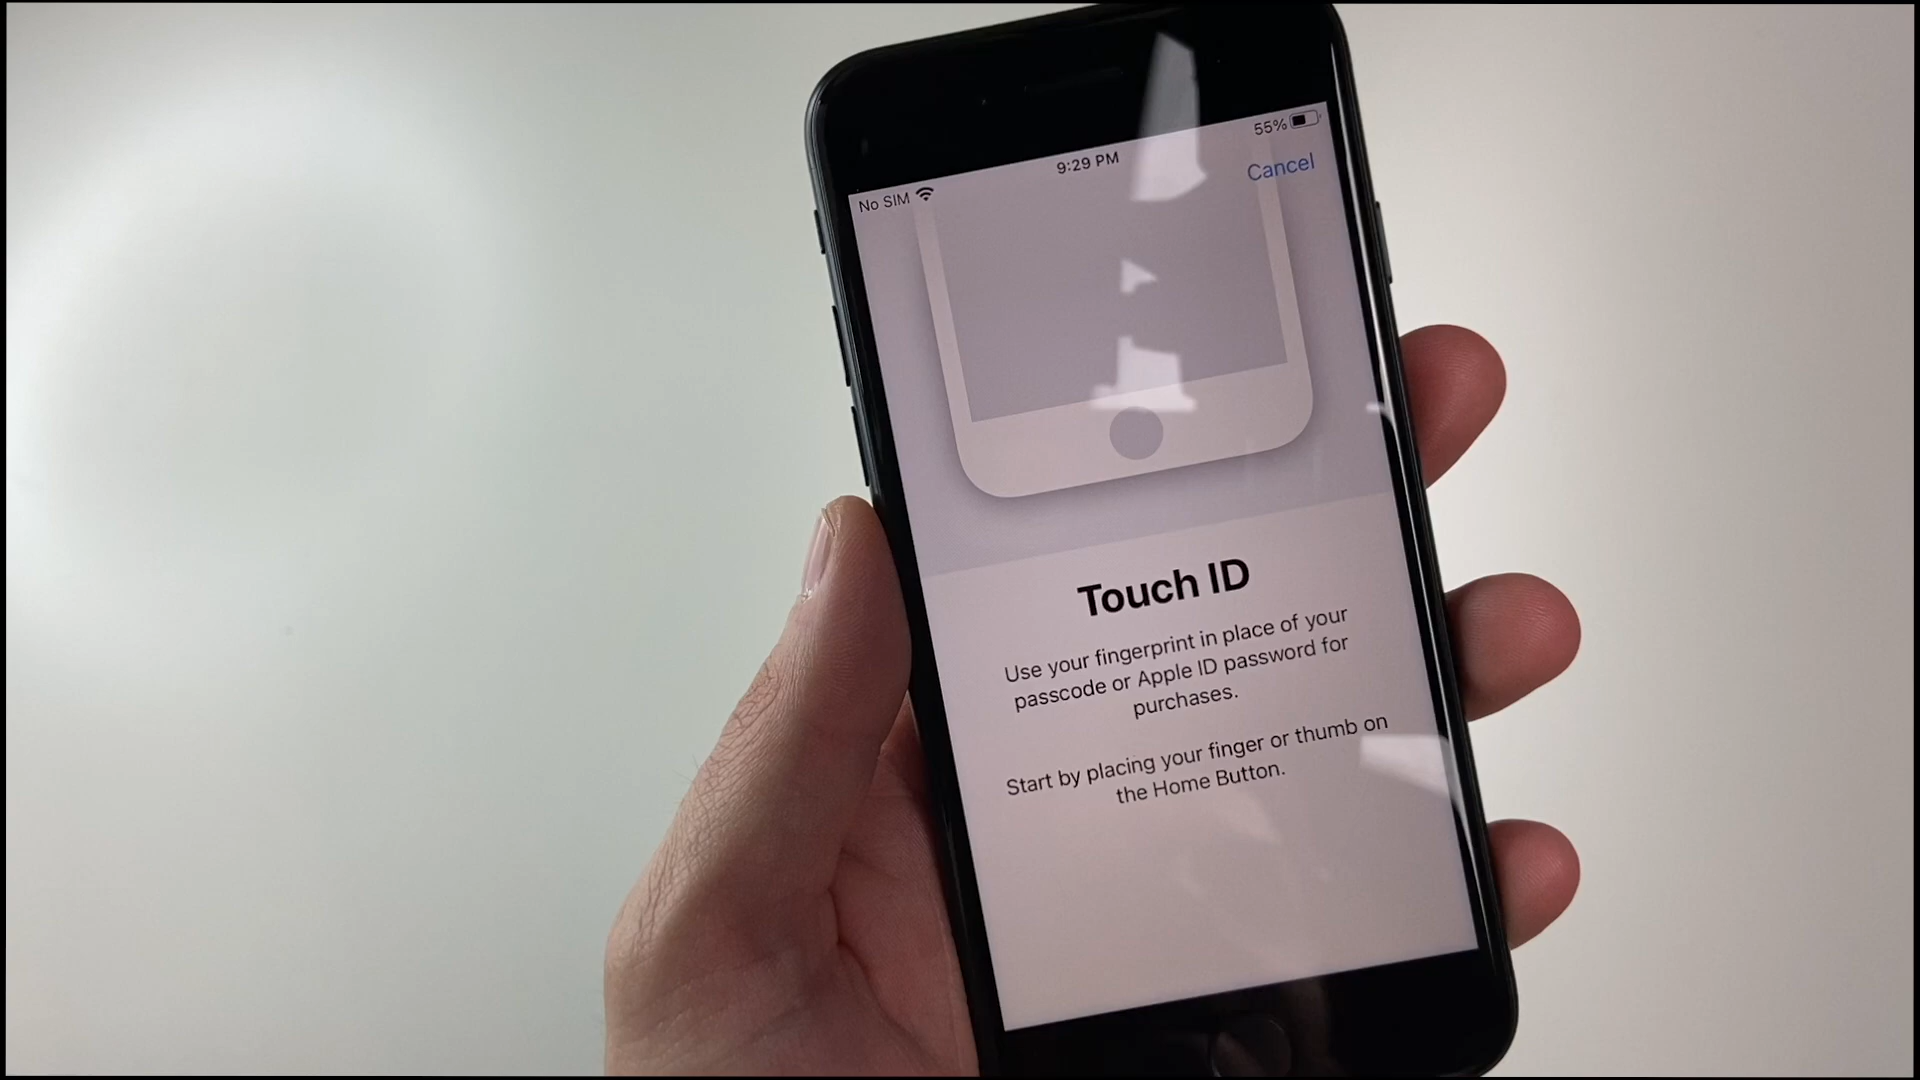 No SIM 9:29 PM 55%
Cancel
Touch ID
Use your fingerprint in place of your
passcode or Apple ID password for
purchases.
Start by placing your finger or thumb on
the Home Button.